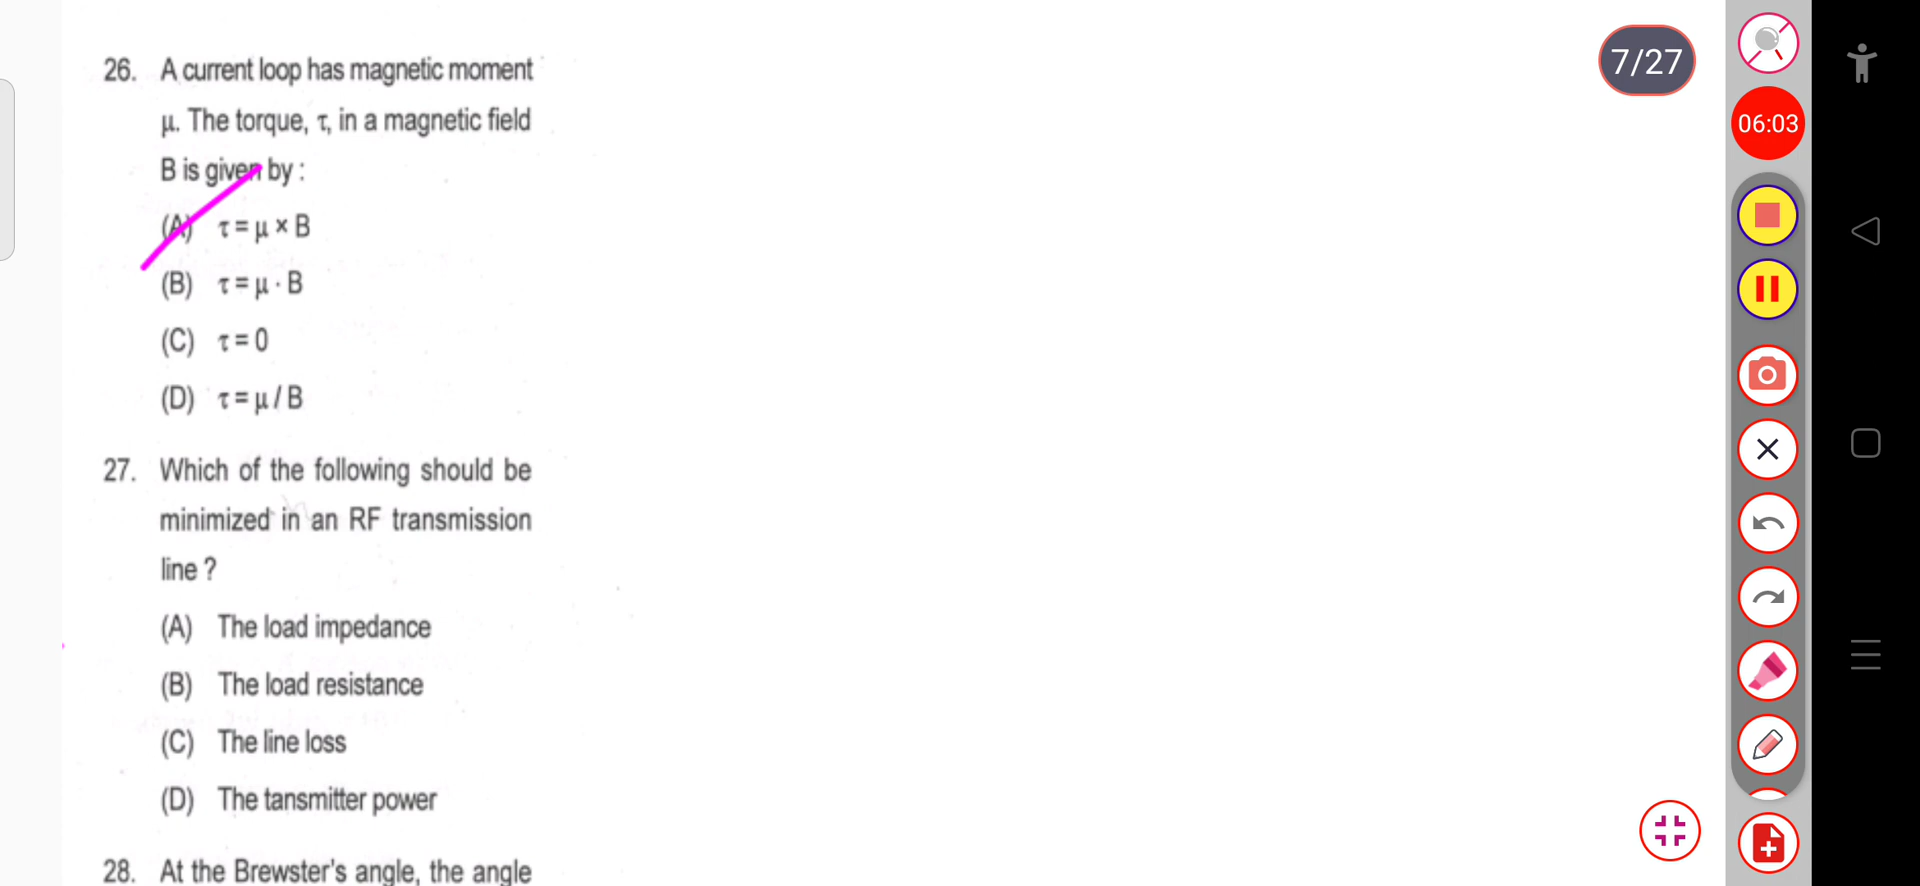 26. A current loop has magnetic moment
μ. The torque, τ, in a magnetic field
B is given by :
(A) τ = μ × B
(B) τ = μ · B
(C) τ = 0
(D) τ = μ / B
27. Which of the following should be
minimized in an RF transmission
line ?
(A) The load impedance
(B) The load resistance
(C) The line loss
(D) The tansmitter power
28. At the Brewster's angle, the angle
7/27
06:03